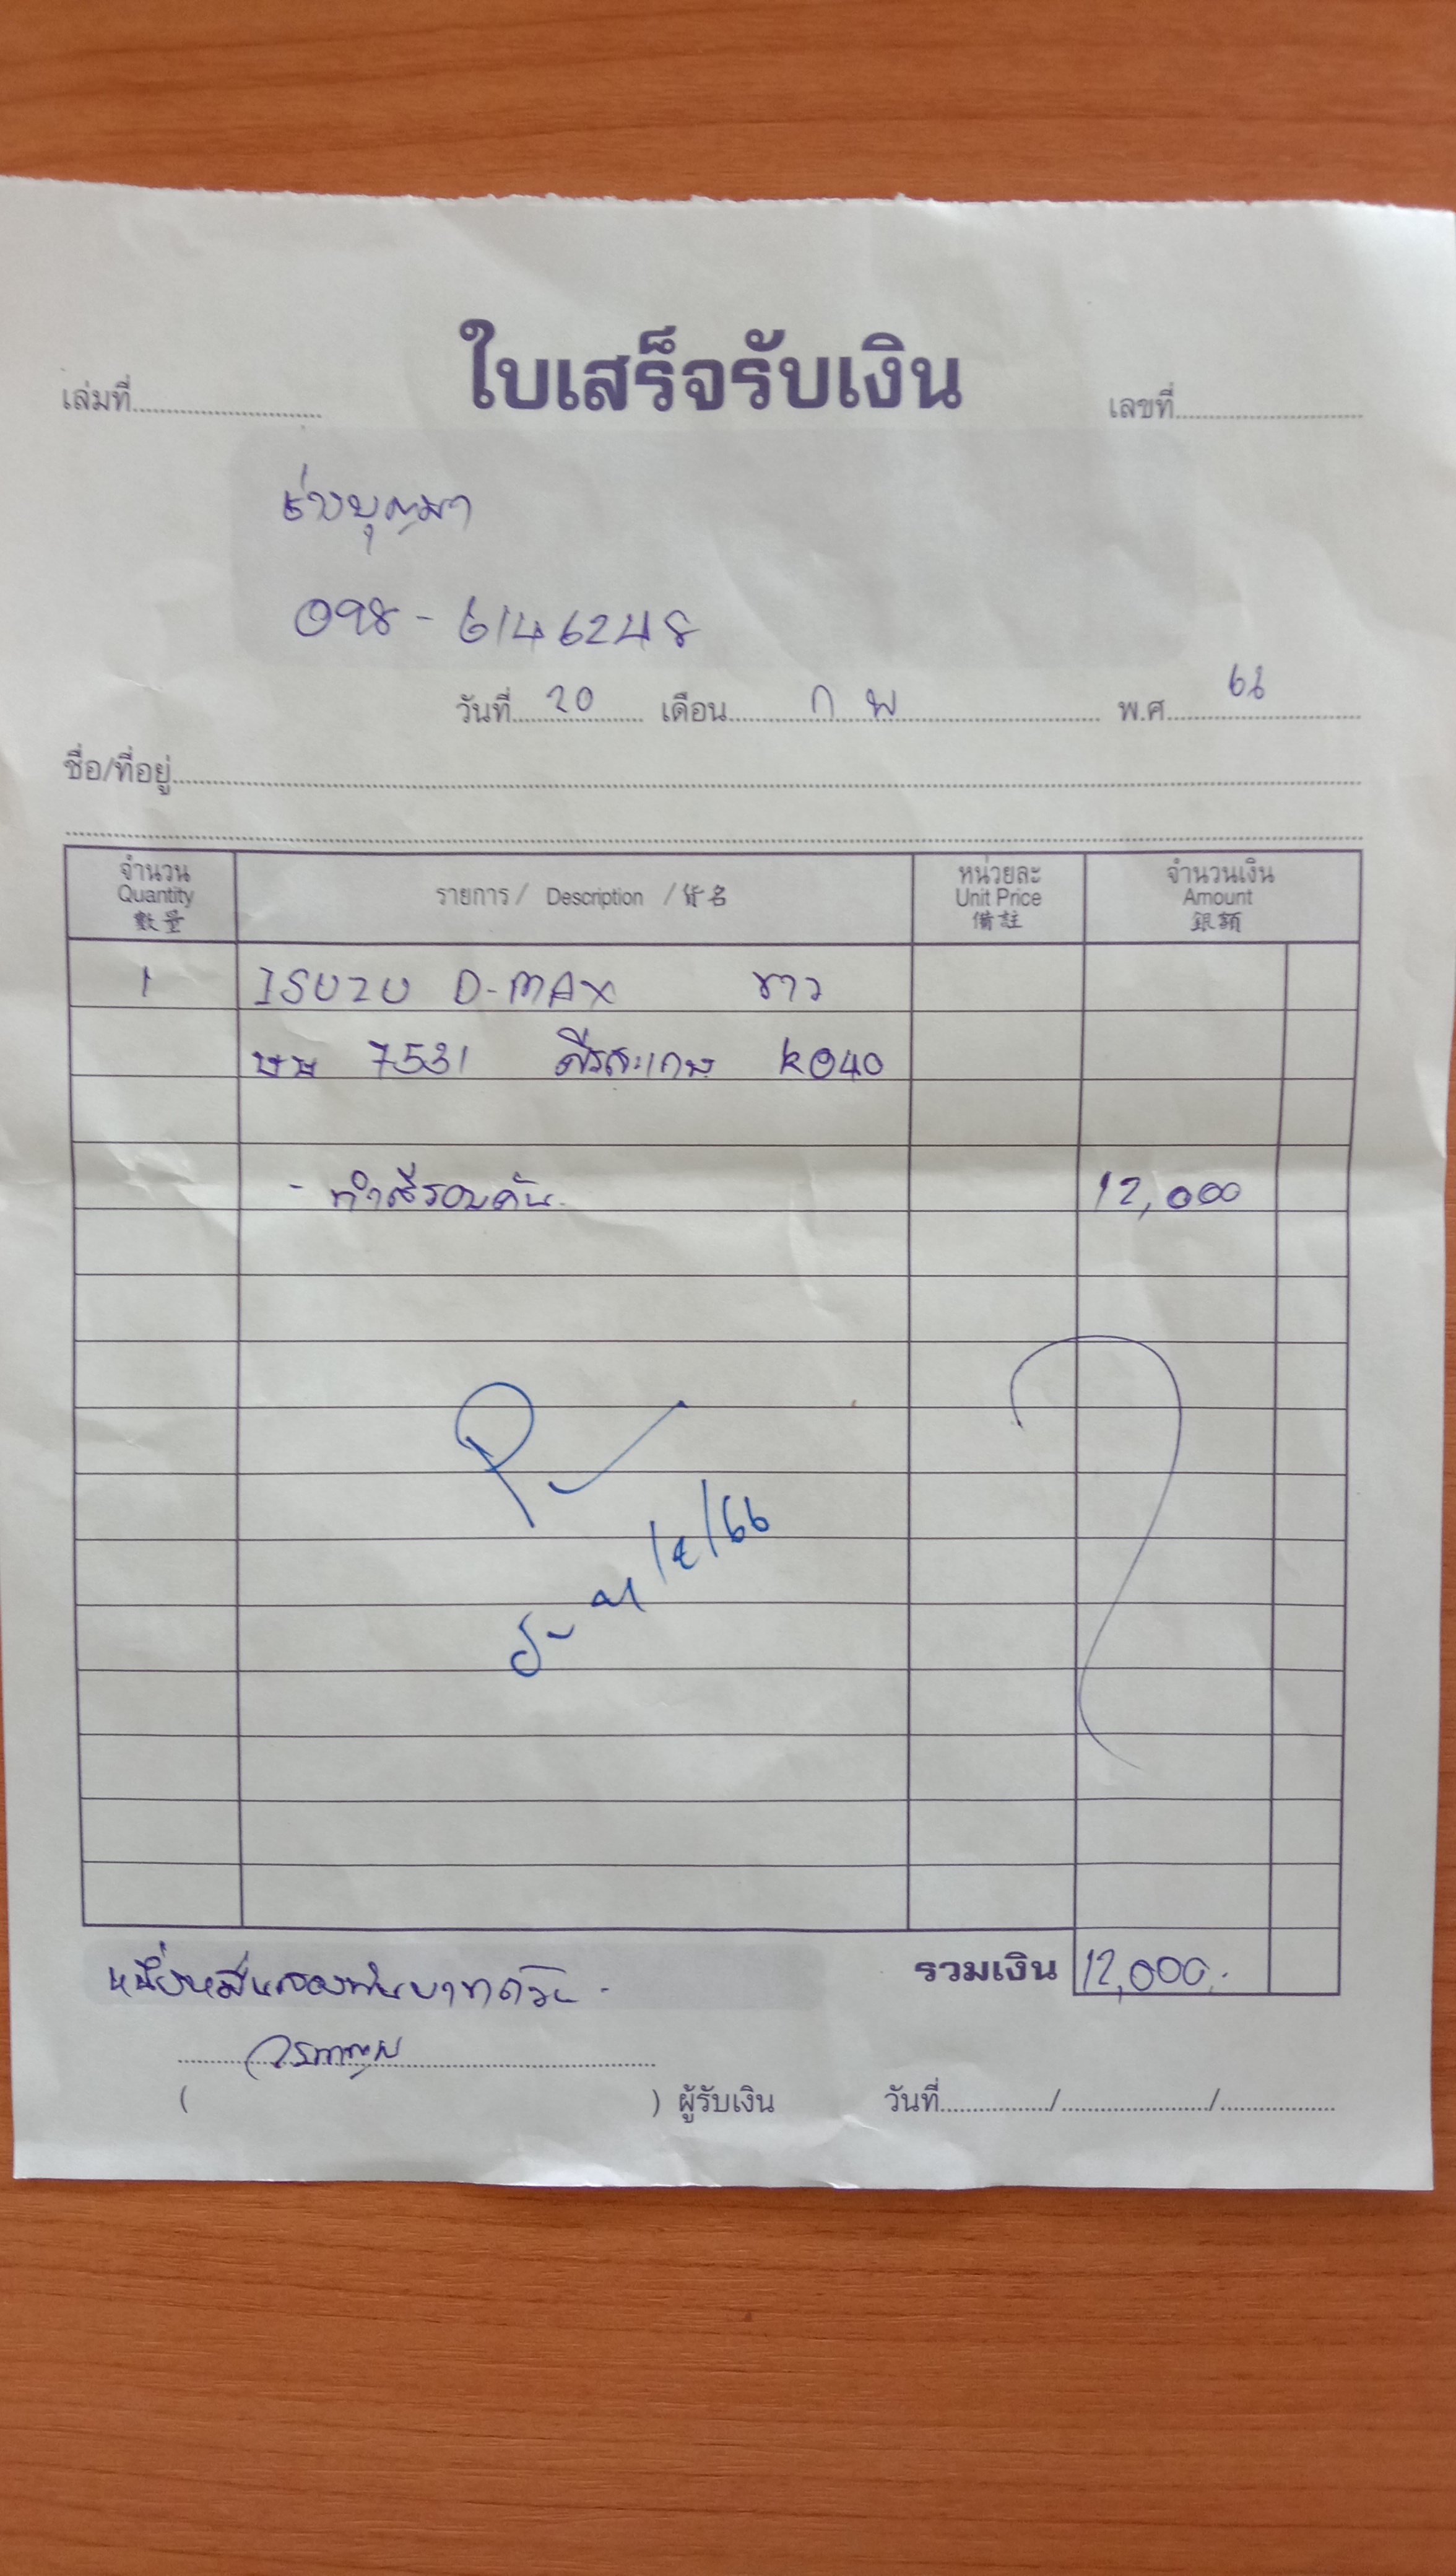 ใบเสร็จรับเงิน
เล่มที่ เลขที่
ช่างบุญมา
098-6146248
วันที่ 20 เดือน ก พ พ.ศ. 66
ชื่อ/ที่อยู่
จำนวน Quantity 數量 รายการ / Description / 貨名 หน่วยละ Unit Price 備註 จำนวนเงิน Amount 銀額
1 ISUZU D-MAX ขาว
7531 ศรีสะเกษ K040
- ทำสีรอบคัน 12,000
หนึ่งหมื่นสองพันบาทถ้วน - รวมเงิน 12,000.-
( ) ผู้รับเงิน วันที่ / /